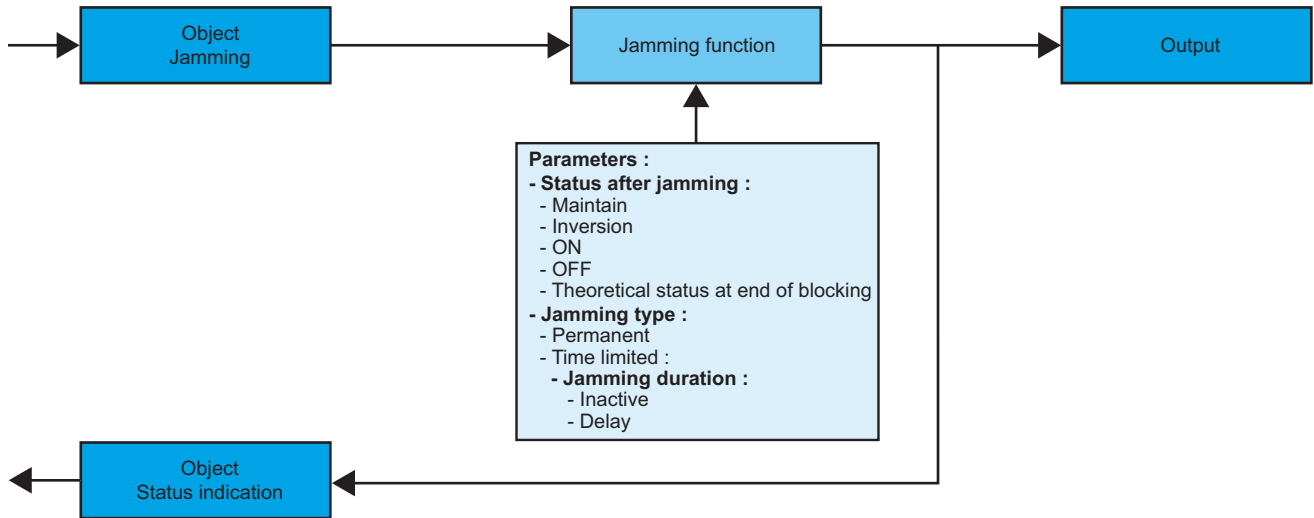 Object
Jamming
Jamming function
Output
Parameters :
- Status after jamming :
- Maintain
- Inversion
- ON
- OFF
- Theoretical status at end of blocking
- Jamming type :
- Permanent
- Time limited :
- Jamming duration :
- Inactive
- Delay
Object
Status indication